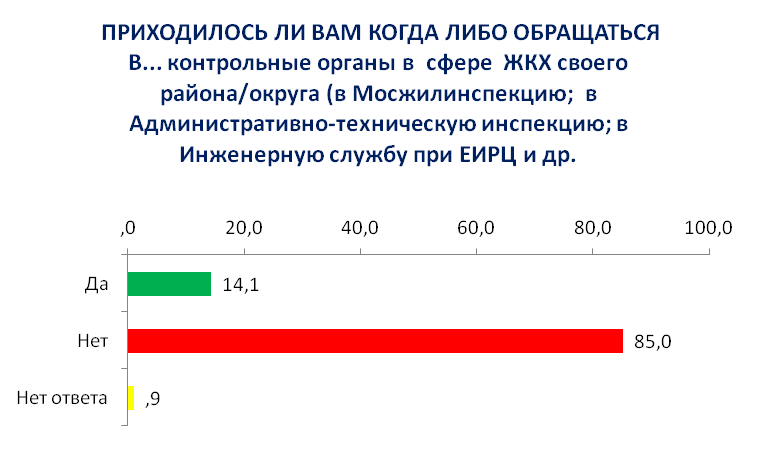 ПРИХОДИЛОСЬ ЛИ ВАМ КОГДА ЛИБО ОБРАЩАТЬСЯ
В... контрольные органы в сфере ЖКХ своего
района/округа (в Мосжилинспекцию; в
Административно-техническую инспекцию; в
Инженерную службу при ЕИРЦ и др.
,0 20,0 40,0 60,0 80,0 100,0
Да 14,1
Нет 85,0
Нет ответа ,9